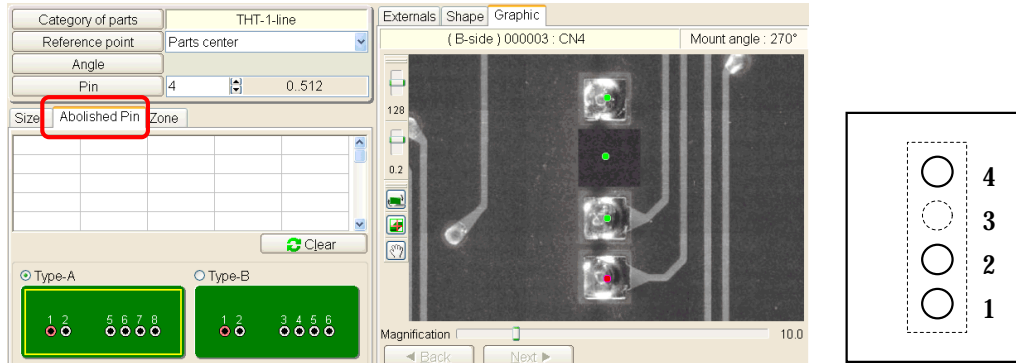 Category of parts THT-1-line
Reference point Parts center
Angle
Pin 4 0..512
Size Abolished Pin Zone
Clear
Type-A Type-B
1 2 5 6 7 8
1 2 3 4 5 6
Externals Shape Graphic
( B-side ) 000003 : CN4 Mount angle : 270°
128
0.2
Magnification 10.0
Back Next
4
3
2
1